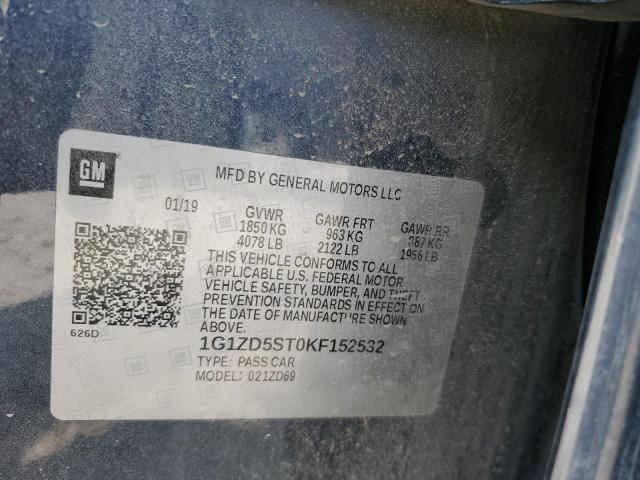 GM
MFD BY GENERAL MOTORS LLC
01/19
GVWR
1850 KG
4078 LB
GAWR FRT
963 KG
2122 LB
GAWR RR
887 KG
1956 LB
THIS VEHICLE CONFORMS TO ALL
APPLICABLE U.S. FEDERAL MOTOR
VEHICLE SAFETY, BUMPER, AND THEFT
PREVENTION STANDARDS IN EFFECT ON
THE DATE OF MANUFACTURE SHOWN
ABOVE.
626D
1G1ZD5ST0KF152532
TYPE: PASS CAR
MODEL: 021ZD69